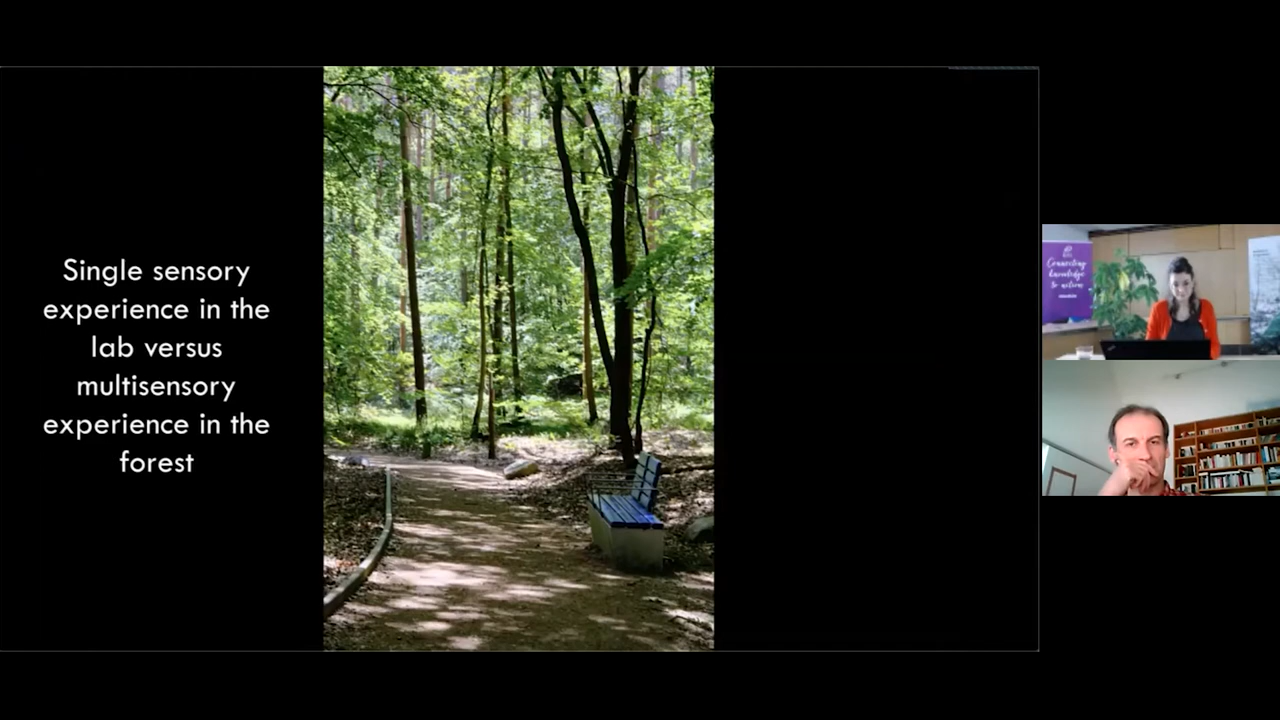 Single sensory
experience in the
lab versus
multisensory
experience in the
forest
Connecting
knowledge
to action